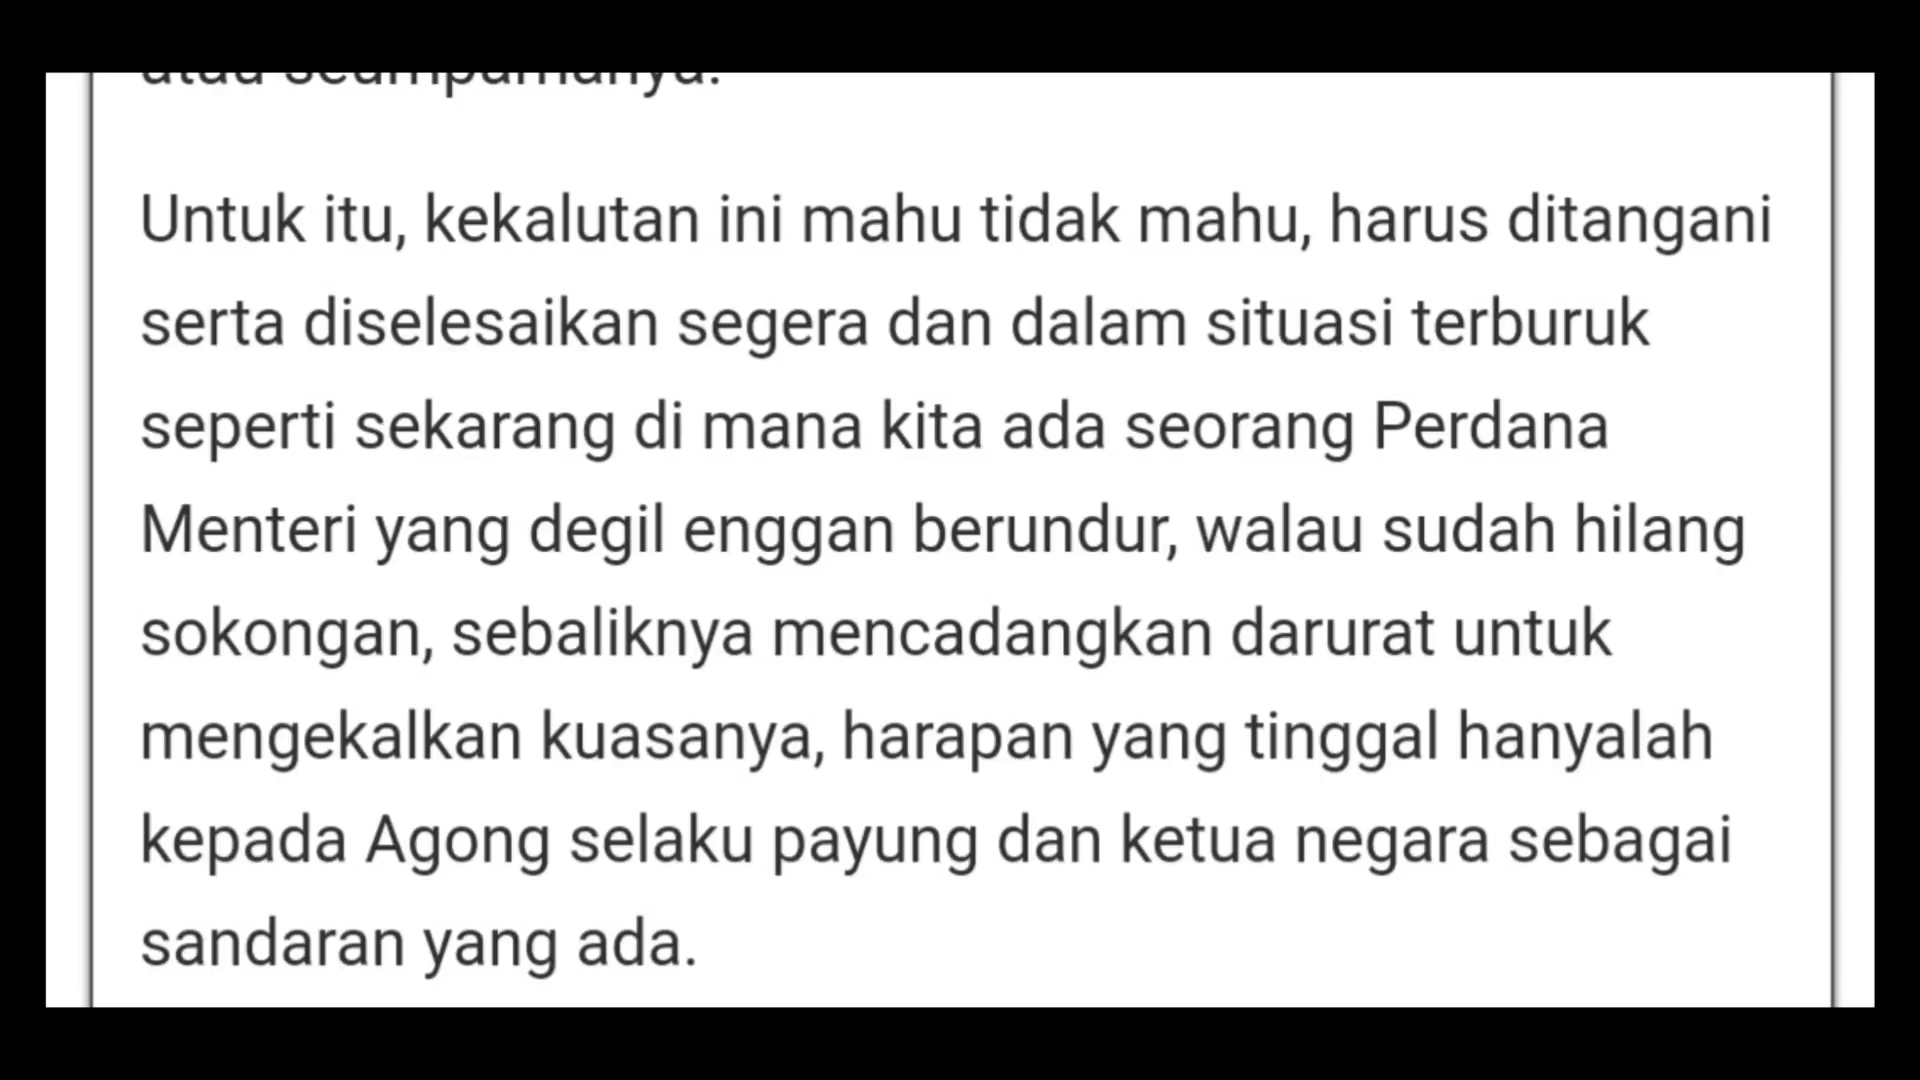 atau seumpamanya.
Untuk itu, kekalutan ini mahu tidak mahu, harus ditangani
serta diselesaikan segera dan dalam situasi terburuk
seperti sekarang di mana kita ada seorang Perdana
Menteri yang degil enggan berundur, walau sudah hilang
sokongan, sebaliknya mencadangkan darurat untuk
mengekalkan kuasanya, harapan yang tinggal hanyalah
kepada Agong selaku payung dan ketua negara sebagai
sandaran yang ada.